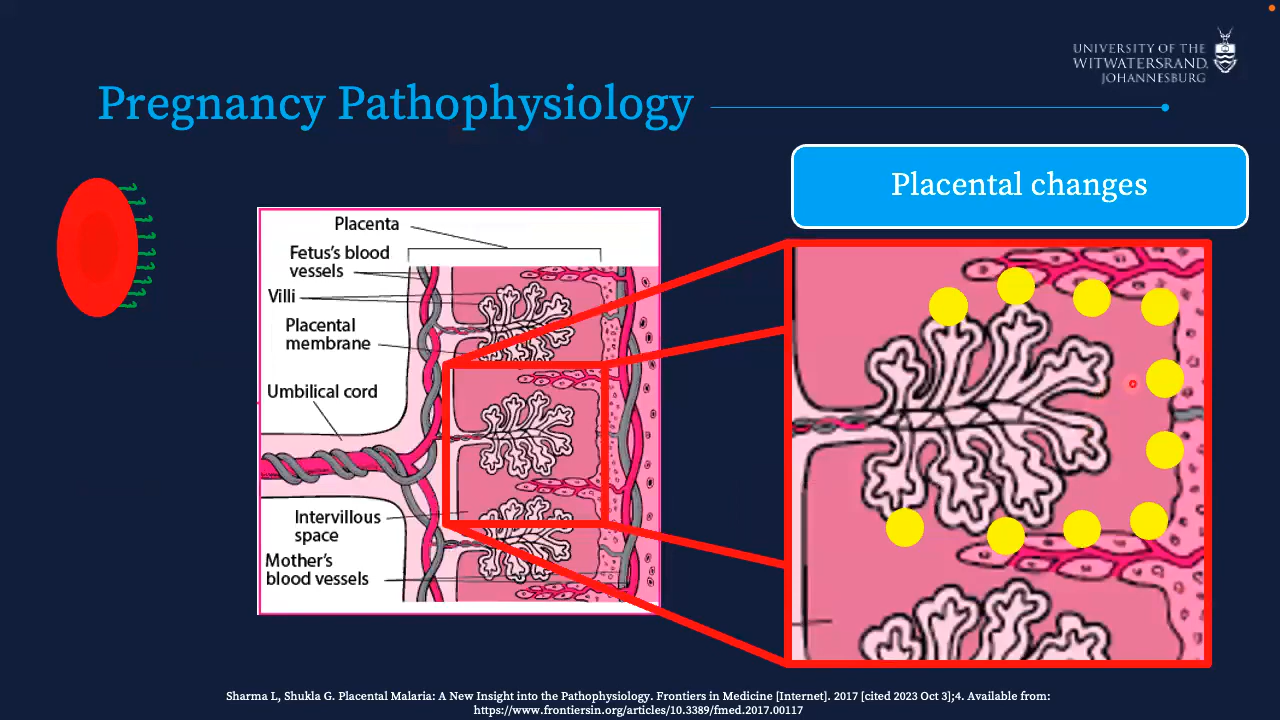 UNIVERSITY OF THE
WITWATERSRAND,
JOHANNESBURG
Pregnancy Pathophysiology
Placental changes
Placenta
Fetus's blood
vessels
Villi
Placental
membrane
Umbilical cord
Intervillous
space
Mother's
blood vessels
Sharma L, Shukla G. Placental Malaria: A New Insight into the Pathophysiology. Frontiers in Medicine [Internet]. 2017 [cited 2023 Oct 3];4. Available from:
https://www.frontiersin.org/articles/10.3389/fmed.2017.00117